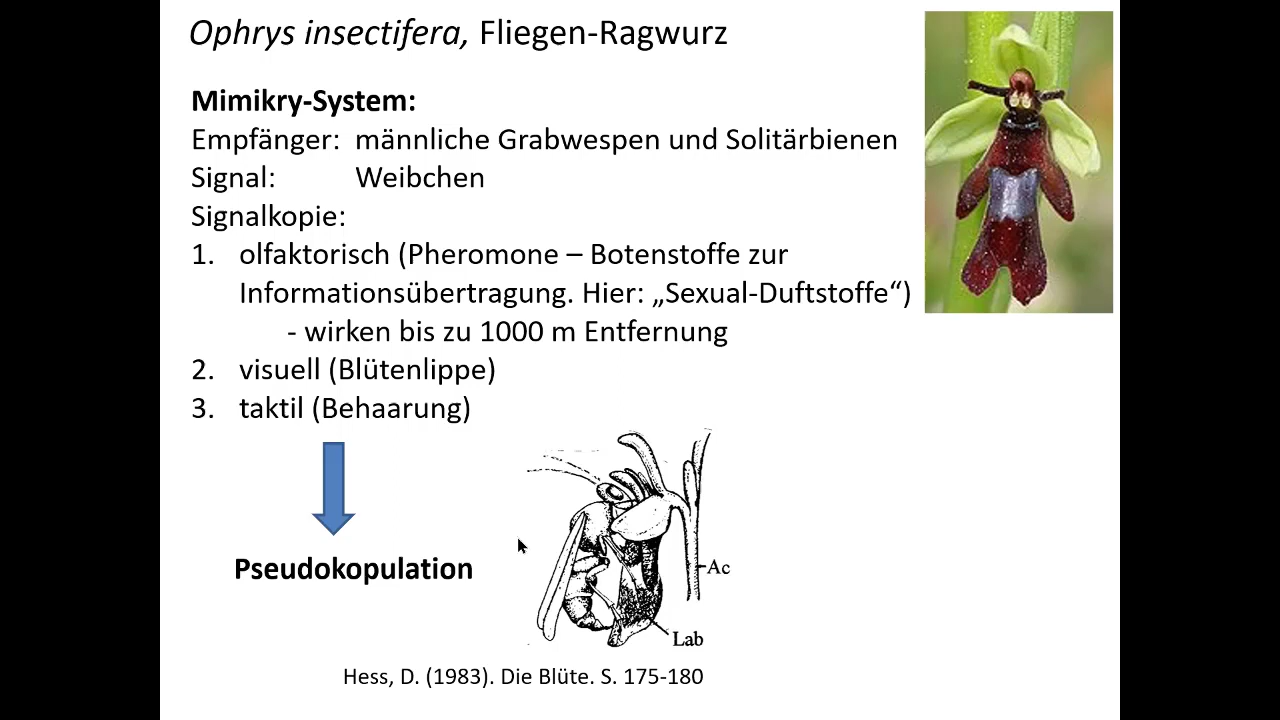 Ophrys insectifera, Fliegen-Ragwurz
Mimikry-System:
Empfänger: männliche Grabwespen und Solitärbienen
Signal: Weibchen
Signalkopie:
1. olfaktorisch (Pheromone – Botenstoffe zur
Informationsübertragung. Hier: „Sexual-Duftstoffe“)
- wirken bis zu 1000 m Entfernung
2. visuell (Blütenlippe)
3. taktil (Behaarung)
Pseudokopulation
Ac
Lab
Hess, D. (1983). Die Blüte. S. 175-180